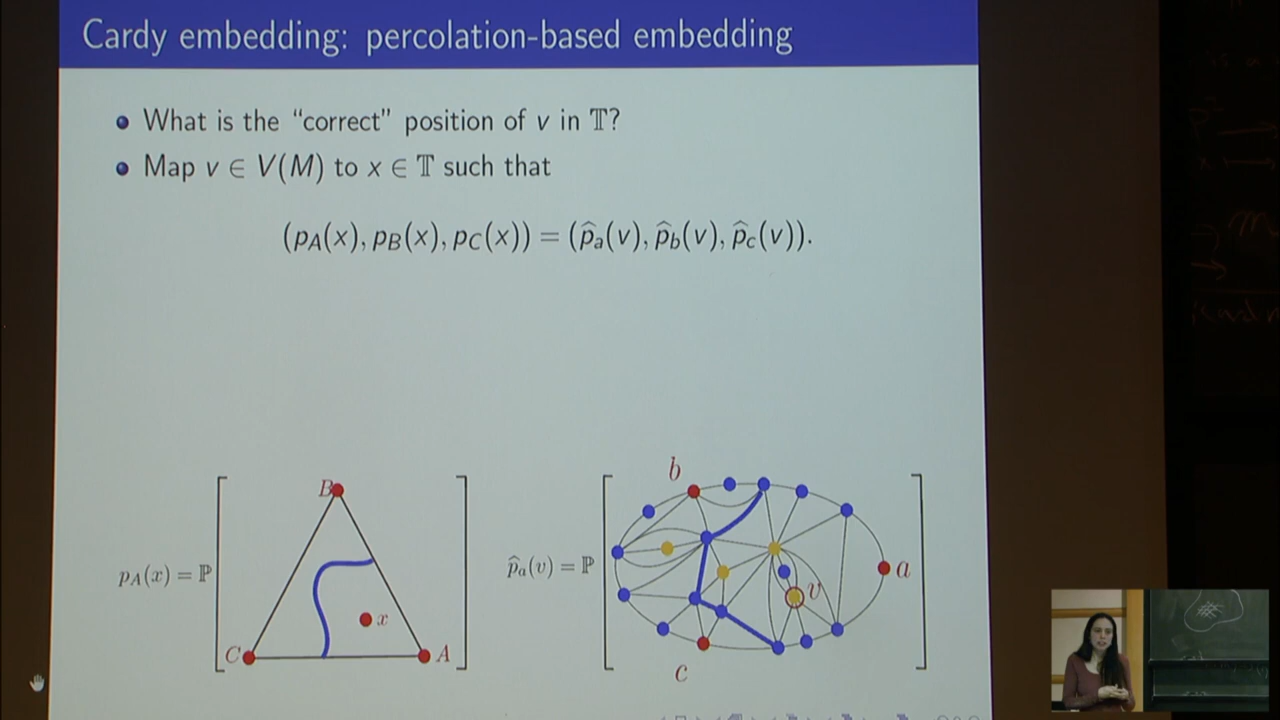 Cardy embedding: percolation-based embedding
What is the “correct” position of v in 𝕋?
Map v ∈ V(M) to x ∈ 𝕋 such that
(p_A(x), p_B(x), p_C(x)) = (p̂_a(v), p̂_b(v), p̂_c(v)).
p_A(x) = ℙ
B
x
C
A
p̂_a(v) = ℙ
b
a
v
c